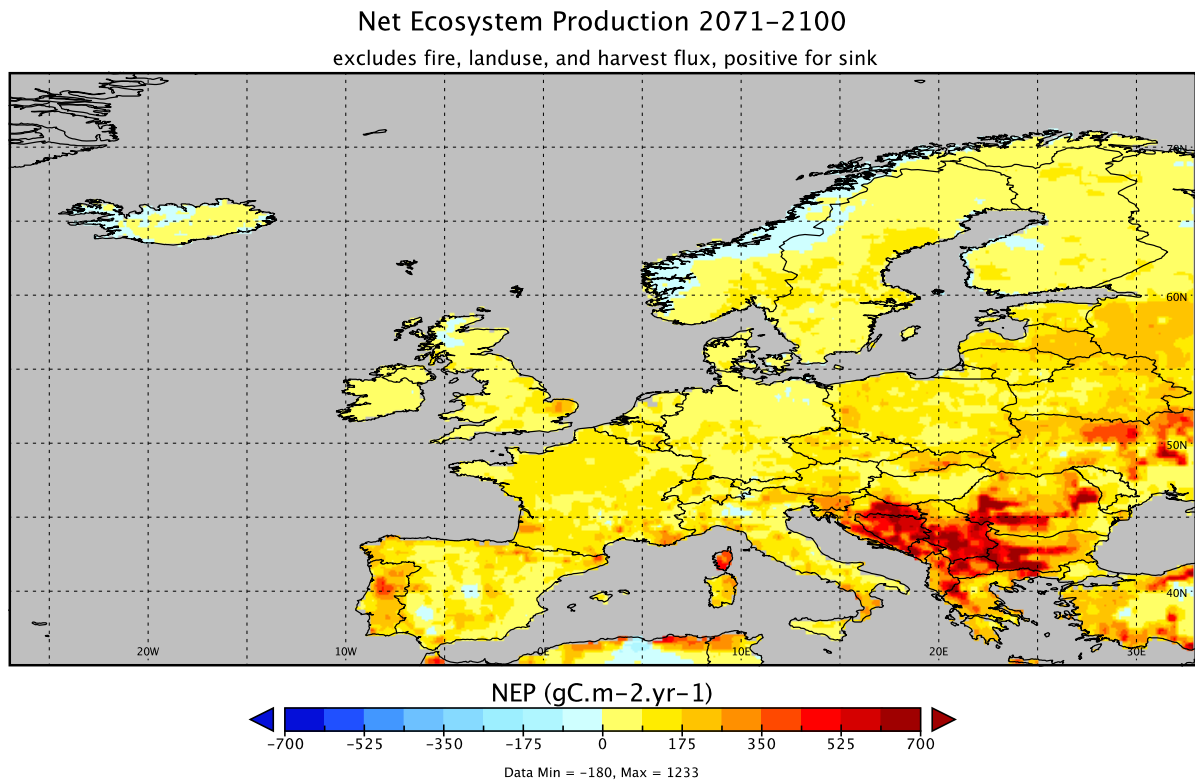 Net Ecosystem Production 2071–2100
excludes fire, landuse, and harvest flux, positive for sink
70N
60N
50N
40N
20W 10W 0E 10E 20E 30E
NEP (gC.m–2.yr–1)
-700 -525 -350 -175 0 175 350 525 700
Data Min = -180, Max = 1233